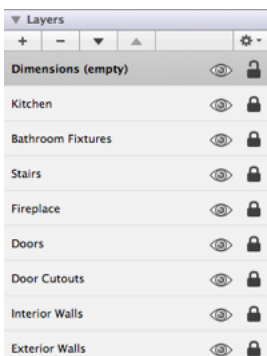 Layers
Dimensions (empty)
Kitchen
Bathroom Fixtures
Stairs
Fireplace
Doors
Door Cutouts
Interior Walls
Exterior Walls